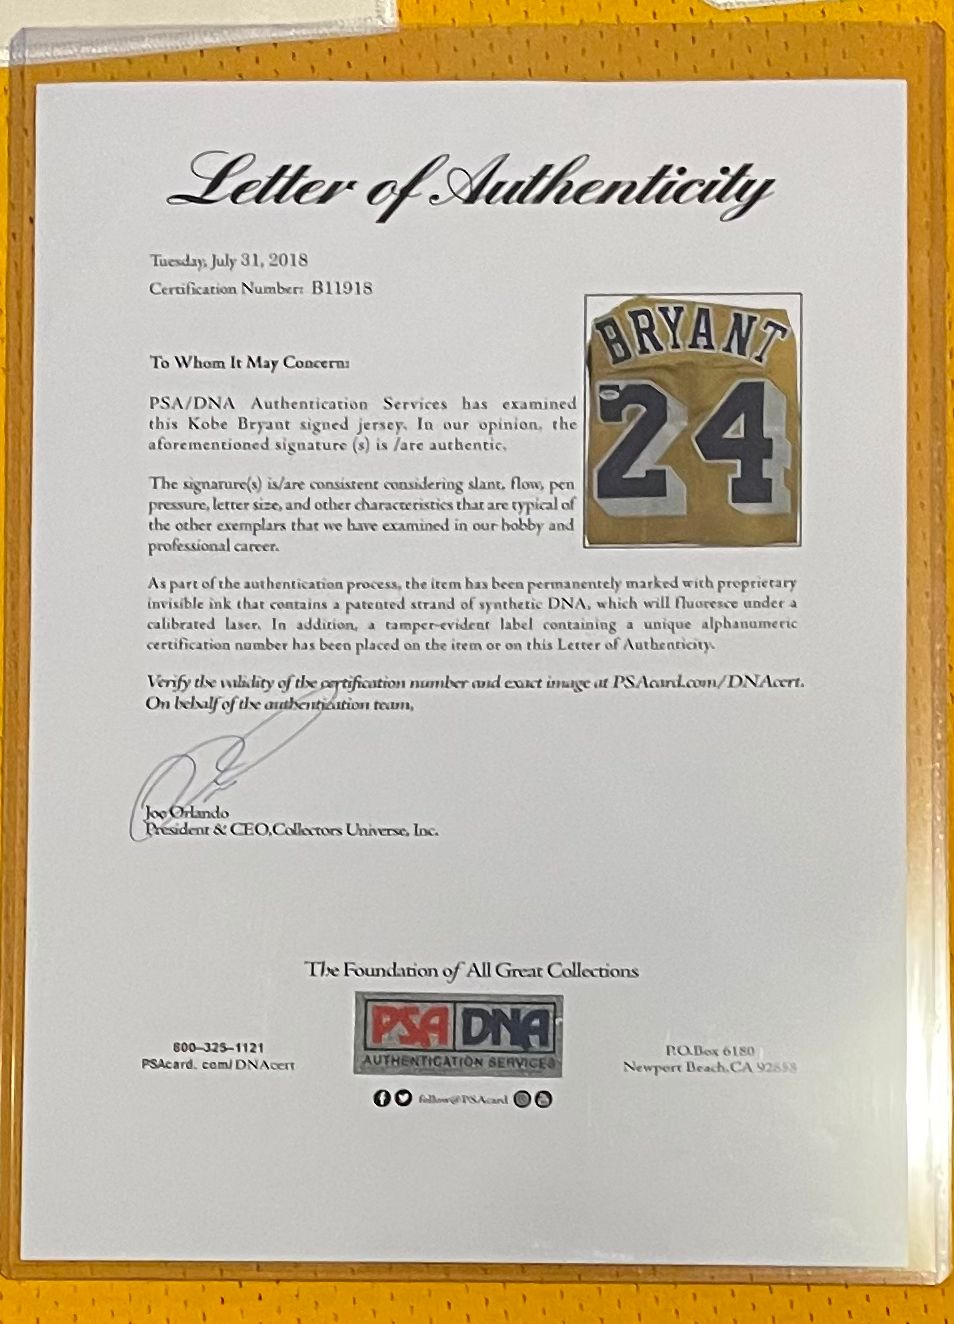 Letter of Authenticity
Tuesday, July 31, 2018
Certification Number: B11918
BRYANT
24
To Whom It May Concern:
PSA/DNA Authentication Services has examined
this Kobe Bryant signed jersey. In our opinion, the
aforementioned signature (s) is /are authentic.
The signature(s) is/are consistent considering slant, flow, pen
pressure, letter size, and other characteristics that are typical of
the other exemplars that we have examined in our hobby and
professional career.
As part of the authentication process, the item has been permanently marked with proprietary
invisible ink that contains a patented strand of synthetic DNA, which will fluoresce under a
calibrated laser. In addition, a tamper-evident label containing a unique alphanumeric
certification number has been placed on the item or on this Letter of Authenticity.
Verify the validity of the certification number and exact image at PSAcard.com/DNAcert.
On behalf of the authentication team,
Joe Orlando
President & CEO,Collectors Universe, Inc.
The Foundation of All Great Collections
PSA DNA
AUTHENTICATION SERVICES
800-325-1121
PSAcard. com/DNAcert
P.O.Box 6180
Newport Beach,CA 92658
follow@PSAcard